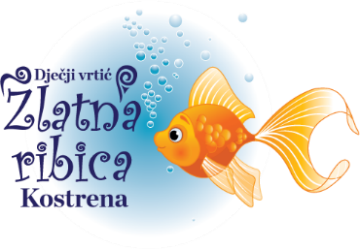 Dječji vrtić
Zlatna
ribica
Kostrena